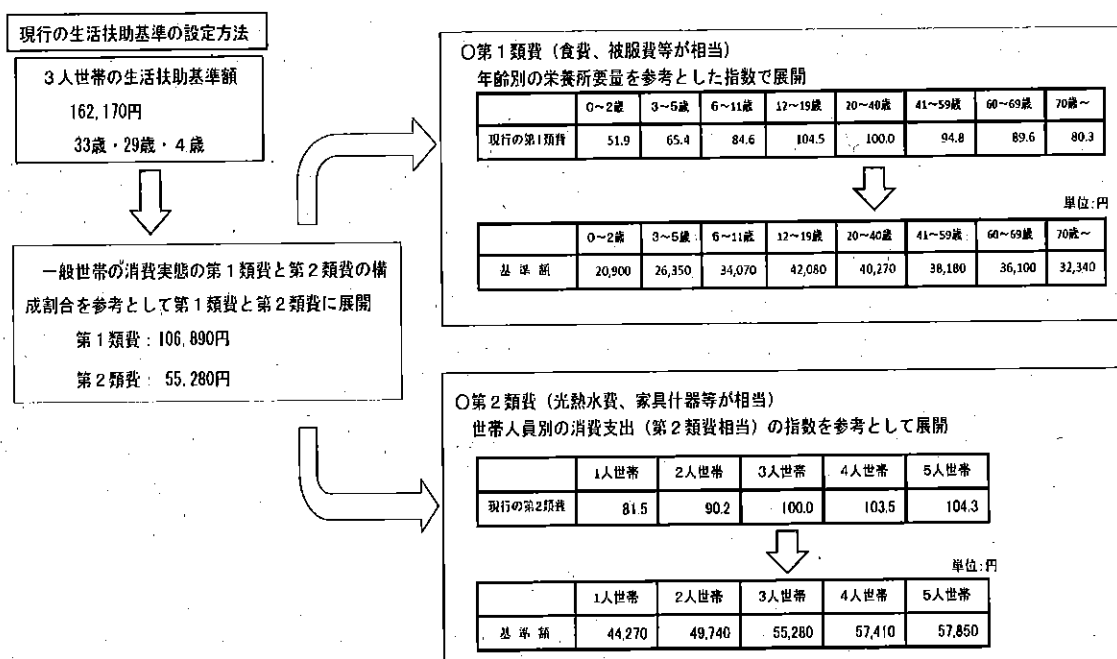 現行の生活扶助基準の設定方法
3人世帯の生活扶助基準額
162,170円
33歳・29歳・4歳
一般世帯の消費実態の第1類費と第2類費の構
成割合を参考として第1類費と第2類費に展開
第1類費:106,890円
第2類費: 55,280円
○第1類費(食費、被服費等が相当)
年齢別の栄養所要量を参考とした指数で展開
0~2歳 3~5歳 6~11歳 12~19歳 20~40歳 41~59歳 60~69歳 70歳~
現行の第1類費 51.9 65.4 84.6 104.5 100.0 94.8 89.6 80.3
単位:円
0~2歳 3~5歳 6~11歳 12~19歳 20~40歳 41~59歳 60~69歳 70歳~
基準額 20,900 26,350 34,070 42,080 40,270 38,180 36,100 32,340
○第2類費(光熱水費、家具什器等が相当)
世帯人員別の消費支出(第2類費相当)の指数を参考として展開
1人世帯 2人世帯 3人世帯 4人世帯 5人世帯
現行の第2類費 81.5 90.2 100.0 103.5 104.3
単位:円
1人世帯 2人世帯 3人世帯 4人世帯 5人世帯
基準額 44,270 49,740 55,280 57,410 57,850